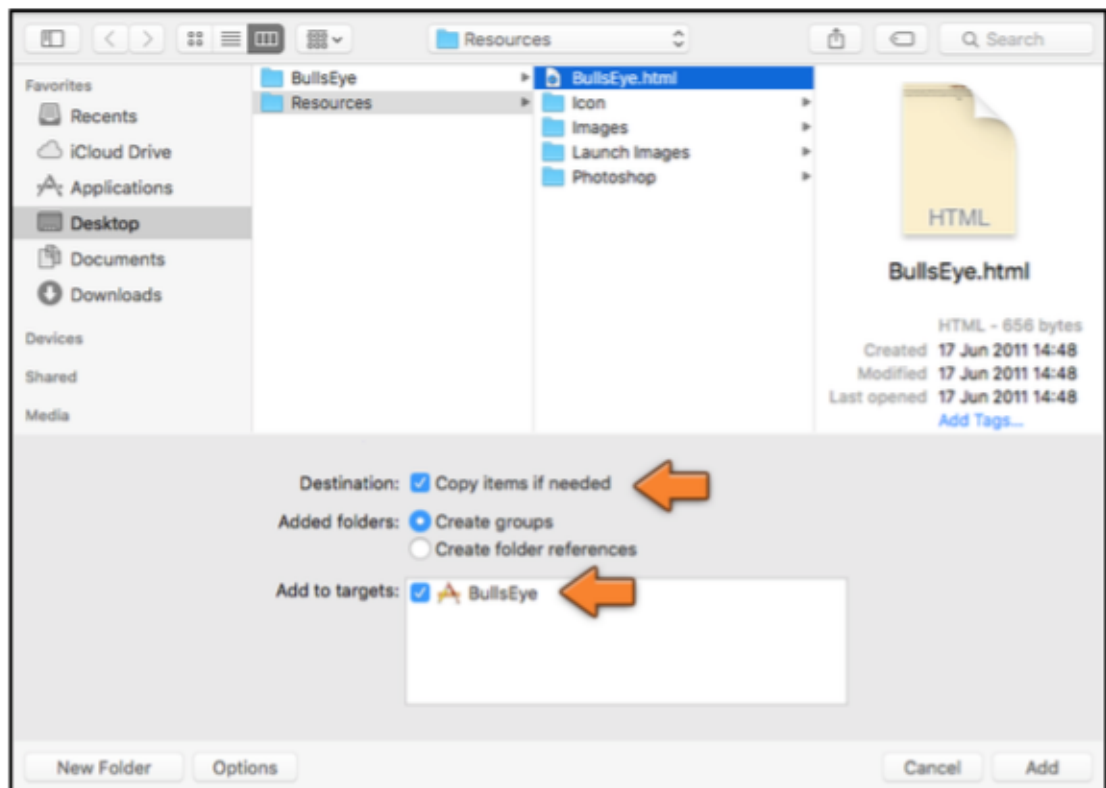 Resources
Search
Favorites
Recents
iCloud Drive
Applications
Desktop
Documents
Downloads
Devices
Shared
Media
BullsEye
Resources
BullsEye.html
Icon
Images
Launch Images
Photoshop
HTML
BullsEye.html
HTML - 656 bytes
Created 17 Jun 2011 14:48
Modified 17 Jun 2011 14:48
Last opened 17 Jun 2011 14:48
Add Tags...
Destination: Copy items if needed
Added folders: Create groups
Create folder references
Add to targets: BullsEye
New Folder Options Cancel Add